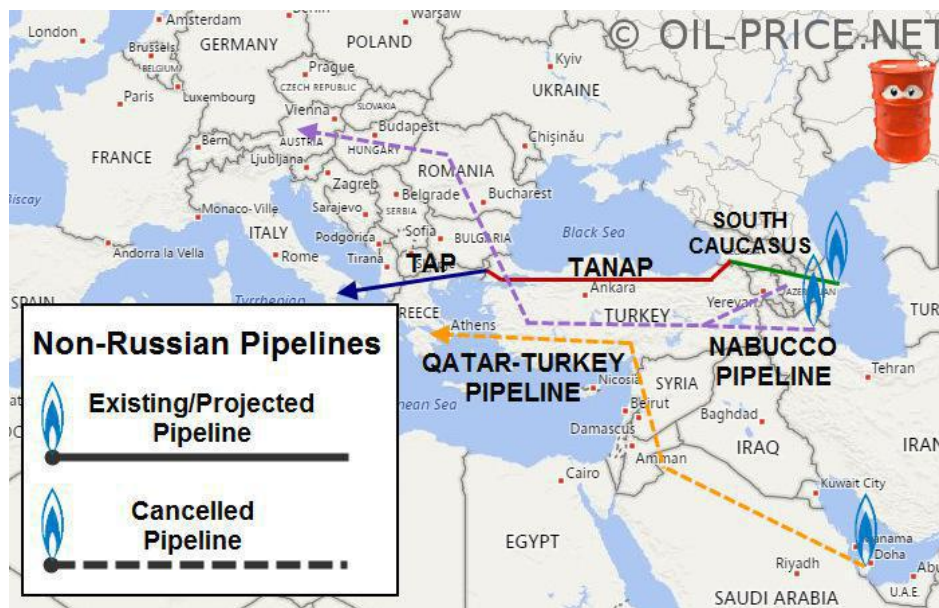 © OIL-PRICE.NET
Amsterdam
Warsaw
London
GERMANY
POLAND
Brussels
BELGIUM
Kyiv
Prague
CZECH REPUBLIC
Luxembourg
Paris
UKRAINE
SLOVAKIA
Vienna
Budapest
AUSTRIA
HUNGARY
Chișinău
Bern
FRANCE
Ljubljana
ROMANIA
Zagreb
Belgrade
Bucharest
Biscay
Monaco-Ville
Sarajevo
SERBIA
SOUTH
CAUCASUS
ITALY
Podgorica
Sofia
BULGARIA
Black Sea
Andorra la Vella
Rome
Tirana
TAP
TANAP
Ankara
Yerevan
SPAIN
Tyrrhenian
TURKEY
GREECE
Athens
NABUCCO
PIPELINE
Non-Russian Pipelines
QATAR-TURKEY
PIPELINE
Nicosia
SYRIA
Tehran
Existing/Projected
Pipeline
Beirut
Damascus
Baghdad
IRAQ
IRAN
Amman
Cairo
Kuwait City
Cancelled
Pipeline
EGYPT
Doha
Riyadh
SAUDI ARABIA
U.A.E.